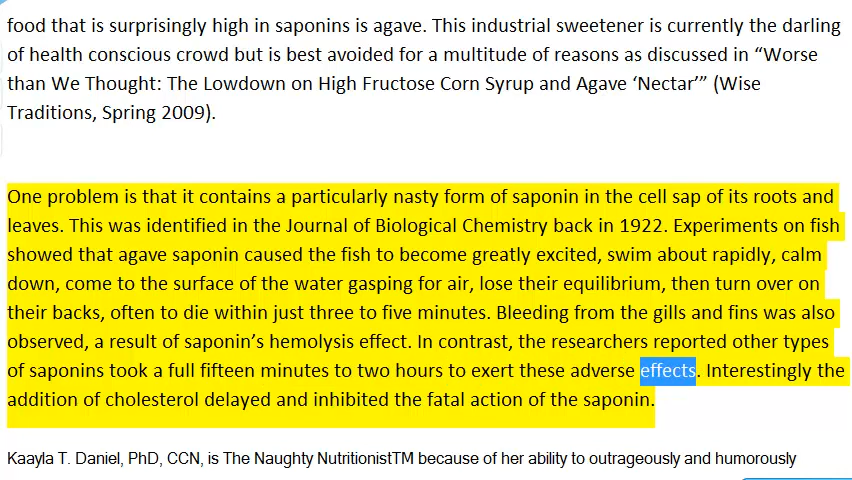 food that is surprisingly high in saponins is agave. This industrial sweetener is currently the darling
of health conscious crowd but is best avoided for a multitude of reasons as discussed in “Worse
than We Thought: The Lowdown on High Fructose Corn Syrup and Agave ‘Nectar’” (Wise
Traditions, Spring 2009).
One problem is that it contains a particularly nasty form of saponin in the cell sap of its roots and
leaves. This was identified in the Journal of Biological Chemistry back in 1922. Experiments on fish
showed that agave saponin caused the fish to become greatly excited, swim about rapidly, calm
down, come to the surface of the water gasping for air, lose their equilibrium, then turn over on
their backs, often to die within just three to five minutes. Bleeding from the gills and fins was also
observed, a result of saponin’s hemolysis effect. In contrast, the researchers reported other types
of saponins took a full fifteen minutes to two hours to exert these adverse effects. Interestingly the
addition of cholesterol delayed and inhibited the fatal action of the saponin.
Kaayla T. Daniel, PhD, CCN, is The Naughty NutritionistTM because of her ability to outrageously and humorously